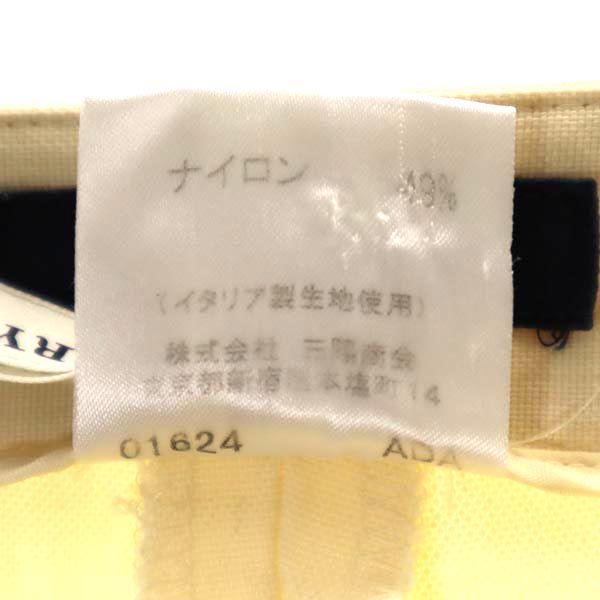 ナイロン 49%
(イタリア製生地使用)
株式会社 三陽商会
東京都新宿区本塩町14
01624 ADA
RY